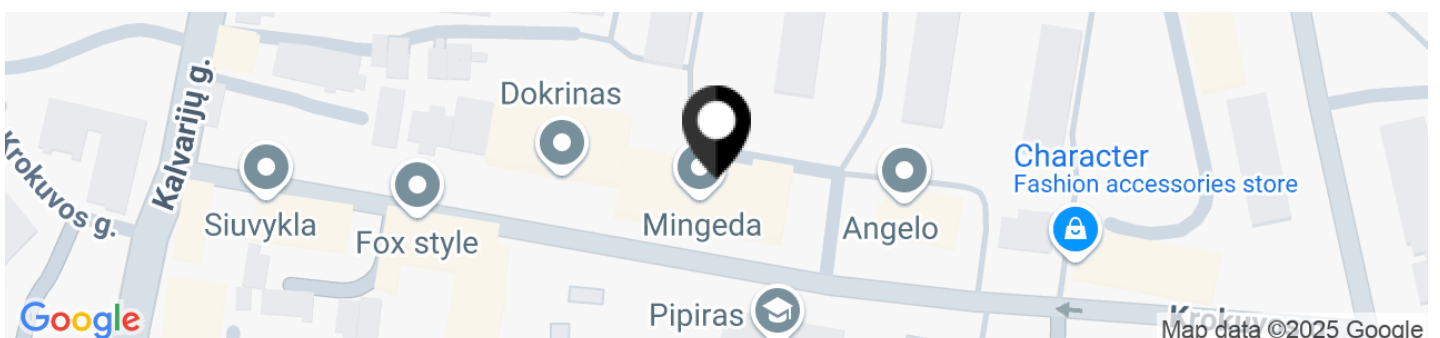 Dokrinas
Kalvarijų g.
Krokuvos g.
Siuvykla
Fox style
Mingeda
Angelo
Character
Fashion accessories store
Pipiras
Google
Map data ©2025 Google